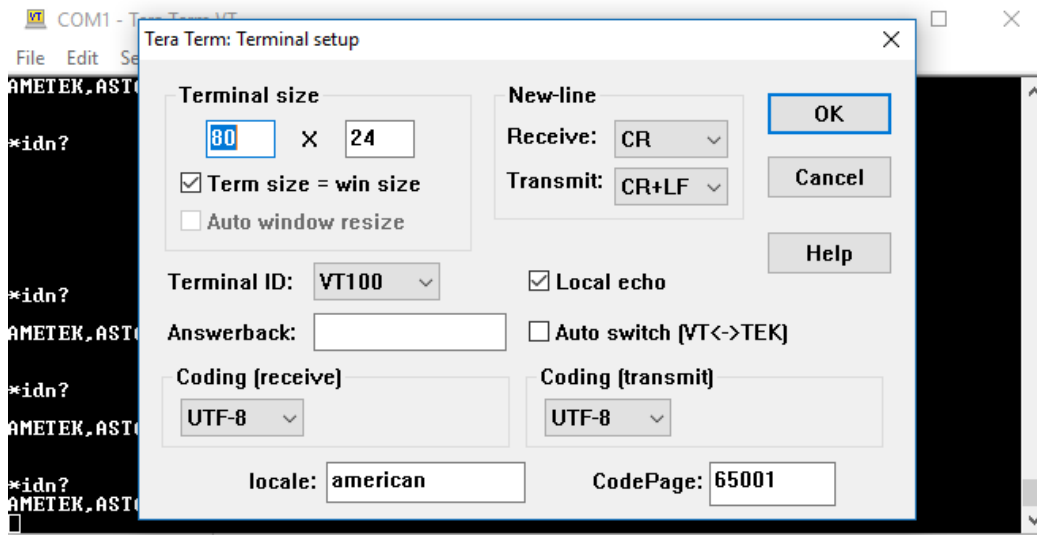 COM1 - Tera Term VT
File Edit Se
Tera Term: Terminal setup
AMETEK,AST
*idn?
*idn?
AMETEK,AST
*idn?
AMETEK,AST
*idn?
AMETEK,AST
Terminal size
80 X 24
Term size = win size
Auto window resize
New-line
Receive: CR
Transmit: CR+LF
OK
Cancel
Help
Terminal ID: VT100
Local echo
Answerback:
Auto switch (VT<->TEK)
Coding (receive)
UTF-8
Coding (transmit)
UTF-8
locale: american
CodePage: 65001